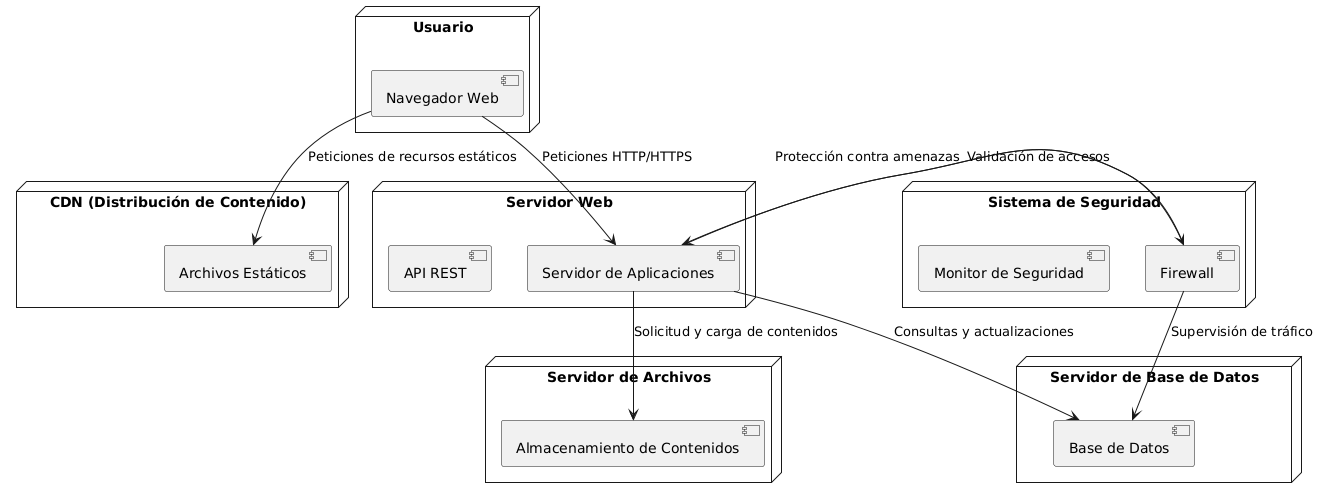 Usuario
Navegador Web
Peticiones de recursos estáticos
Peticiones HTTP/HTTPS
Protección contra amenazas
Validación de accesos
CDN (Distribución de Contenido)
Archivos Estáticos
Servidor Web
API REST
Servidor de Aplicaciones
Sistema de Seguridad
Monitor de Seguridad
Firewall
Solicitud y carga de contenidos
Consultas y actualizaciones
Supervisión de tráfico
Servidor de Archivos
Almacenamiento de Contenidos
Servidor de Base de Datos
Base de Datos